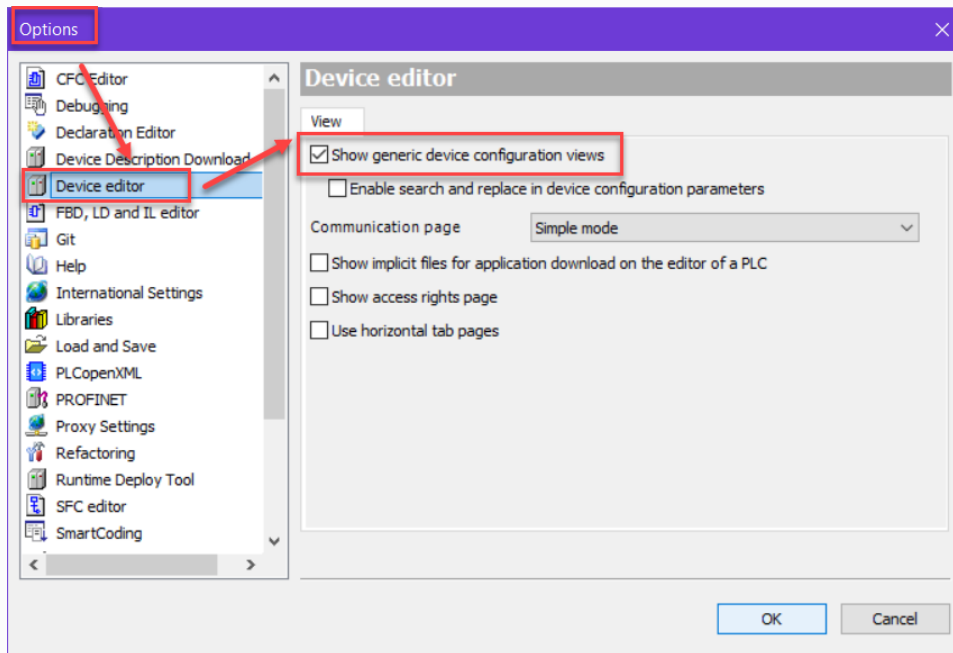 Options
CFC Editor
Debugging
Declaration Editor
Device Description Download
Device editor
FBD, LD and IL editor
Git
Help
International Settings
Libraries
Load and Save
PLCopenXML
PROFINET
Proxy Settings
Refactoring
Runtime Deploy Tool
SFC editor
SmartCoding
Device editor
View
Show generic device configuration views
Enable search and replace in device configuration parameters
Communication page Simple mode
Show implicit files for application download on the editor of a PLC
Show access rights page
Use horizontal tab pages
OK Cancel